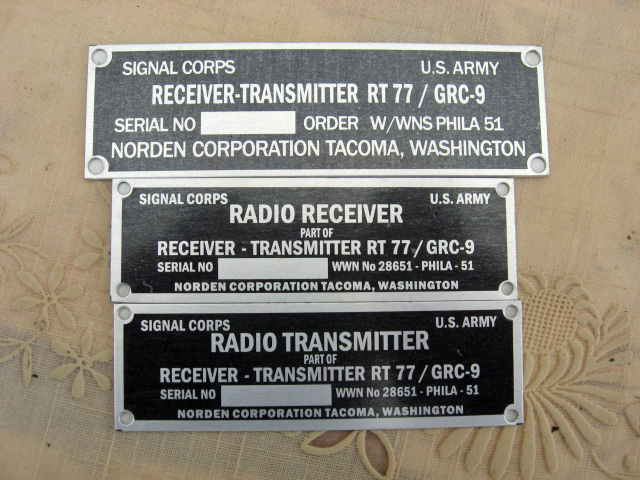 SIGNAL CORPS U.S. ARMY
RECEIVER-TRANSMITTER RT 77 / GRC-9
SERIAL NO ORDER W/WNS PHILA 51
NORDEN CORPORATION TACOMA, WASHINGTON
SIGNAL CORPS U.S. ARMY
RADIO RECEIVER
PART OF
RECEIVER - TRANSMITTER RT 77 / GRC-9
SERIAL NO WWN No 28651 - PHILA - 51
NORDEN CORPORATION TACOMA, WASHINGTON
SIGNAL CORPS U.S. ARMY
RADIO TRANSMITTER
PART OF
RECEIVER - TRANSMITTER RT 77 / GRC-9
SERIAL NO WWN No 28651 - PHILA - 51
NORDEN CORPORATION TACOMA, WASHINGTON